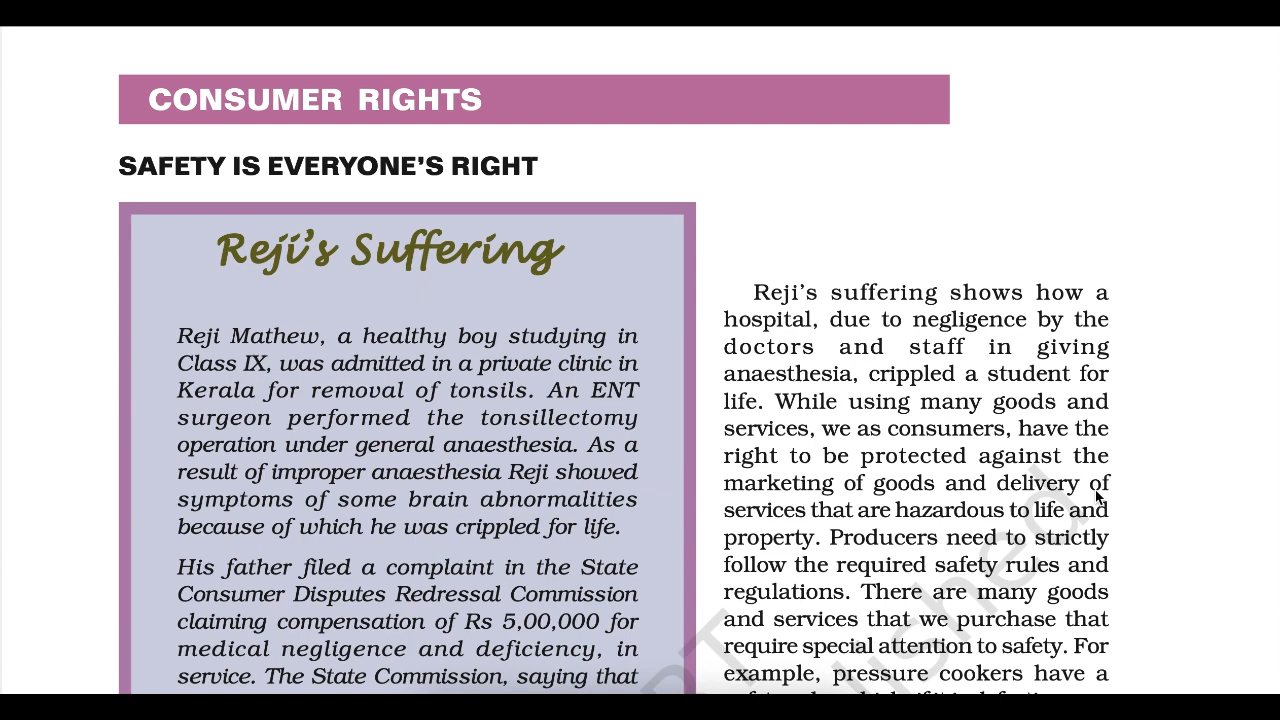 CONSUMER RIGHTS
SAFETY IS EVERYONE'S RIGHT
Reji's Suffering
Reji Mathew, a healthy boy studying in
Class IX, was admitted in a private clinic in
Kerala for removal of tonsils. An ENT
surgeon performed the tonsillectomy
operation under general anaesthesia. As a
result of improper anaesthesia Reji showed
symptoms of some brain abnormalities
because of which he was crippled for life.
His father filed a complaint in the State
Consumer Disputes Redressal Commission
claiming compensation of Rs 5,00,000 for
medical negligence and deficiency, in
service. The State Commission, saying that
Reji's suffering shows how a
hospital, due to negligence by the
doctors and staff in giving
anaesthesia, crippled a student for
life. While using many goods and
services, we as consumers, have the
right to be protected against the
marketing of goods and delivery of
services that are hazardous to life and
property. Producers need to strictly
follow the required safety rules and
regulations. There are many goods
and services that we purchase that
require special attention to safety. For
example, pressure cookers have a